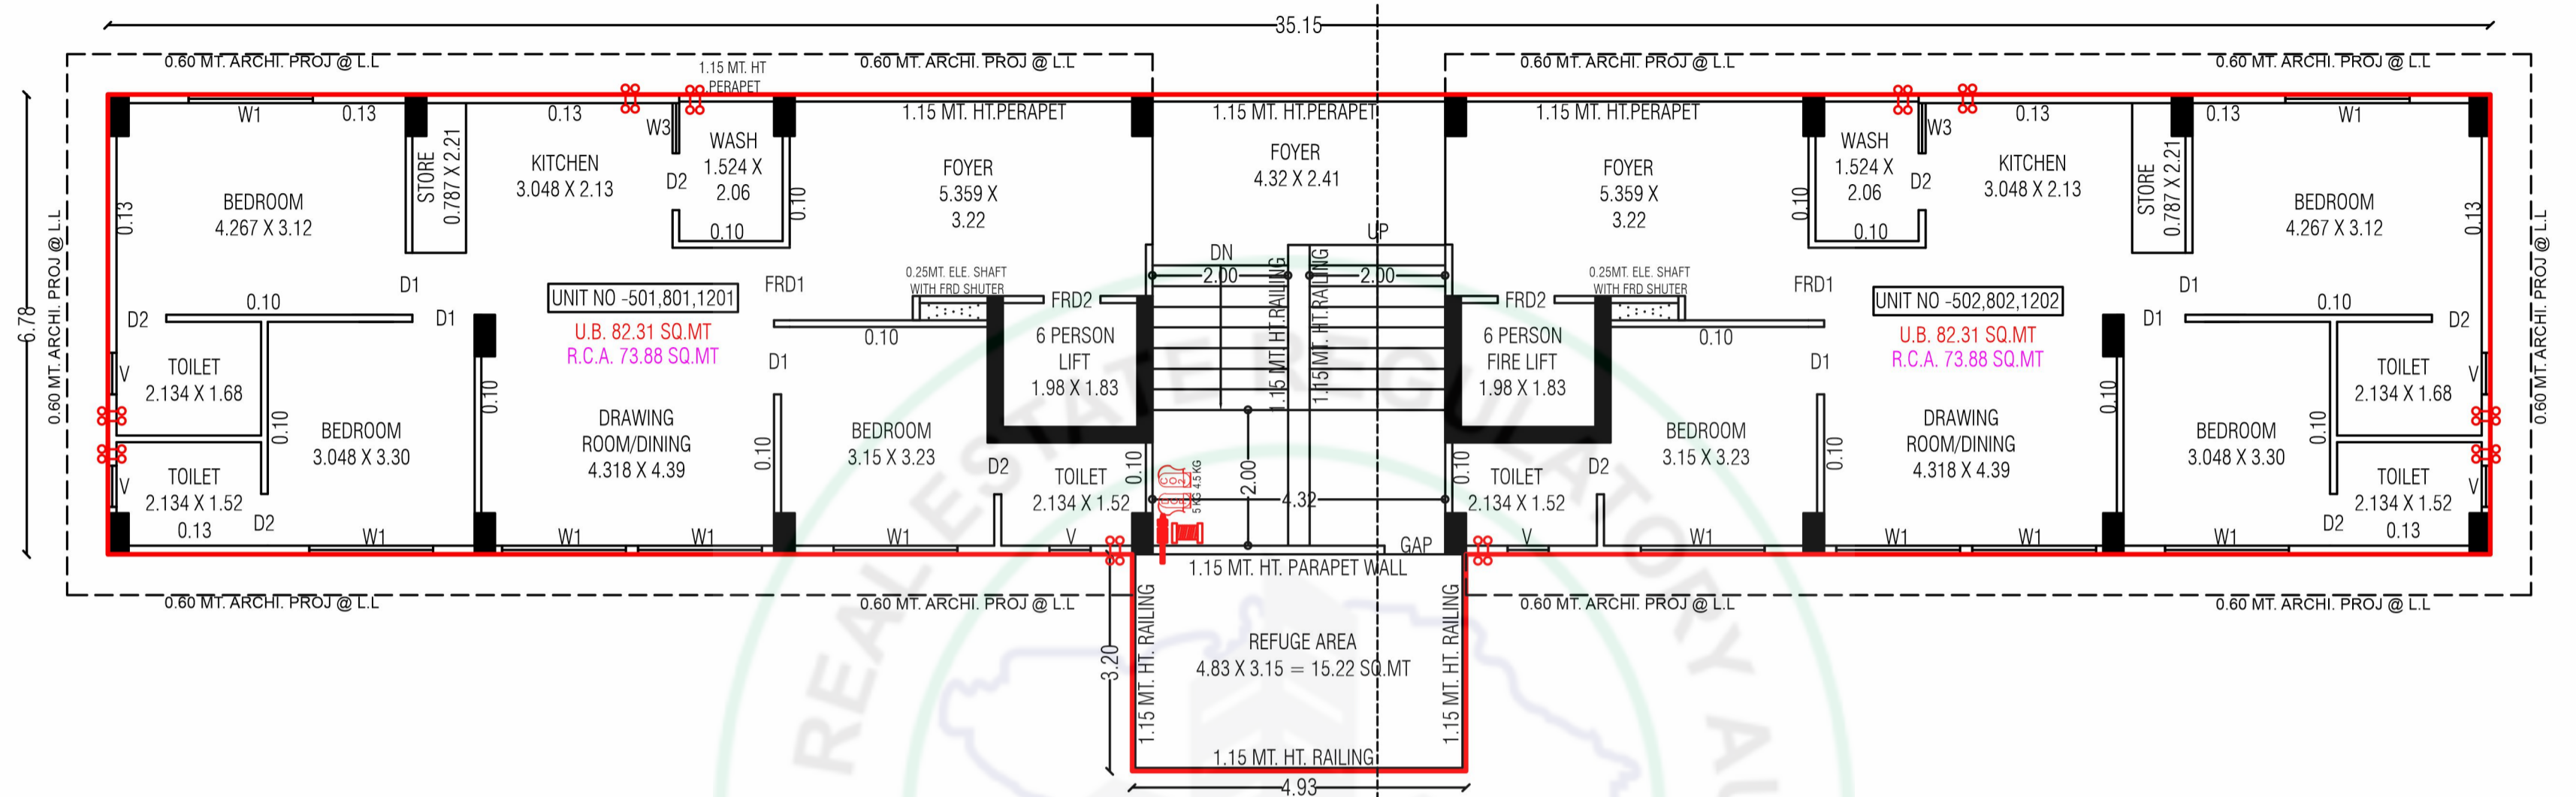 35.15
0.60 MT. ARCHI. PROJ @ L.L
0.60 MT. ARCHI. PROJ @ L.L
0.60 MT. ARCHI. PROJ @ L.L
0.60 MT. ARCHI. PROJ @ L.L
1.15 MT. HT
.PERAPET
W1
0.13
0.13
W3
1.15 MT. HT.PERAPET
1.15 MT. HT.PERAPET
1.15 MT. HT.PERAPET
W3
0.13
0.13
W1
6.78
0.60 MT. ARCHI. PROJ @ L.L
0.13
BEDROOM
4.267 X 3.12
STORE
0.787 X 2.21
KITCHEN
3.048 X 2.13
D2
WASH
1.524 X
2.06
0.10
0.10
FOYER
5.359 X
3.22
FOYER
4.32 X 2.41
FOYER
5.359 X
3.22
0.10
WASH
1.524 X
2.06
0.10
D2
KITCHEN
3.048 X 2.13
STORE
0.787 X 2.21
BEDROOM
4.267 X 3.12
0.13
0.60 MT. ARCHI. PROJ @ L.L
DN
2.00
UP
2.00
1.15 MT. HT.RAILING
1.15MT. HT.RAILING
D1
D2
0.10
D1
UNIT NO -501,801,1201
U.B. 82.31 SQ.MT
R.C.A. 73.88 SQ.MT
FRD1
0.25MT. ELE. SHAFT
WITH FRD SHUTER
0.10
FRD2
6 PERSON
LIFT
1.98 X 1.83
FRD2
6 PERSON
FIRE LIFT
1.98 X 1.83
0.25MT. ELE. SHAFT
WITH FRD SHUTER
0.10
FRD1
UNIT NO -502,802,1202
U.B. 82.31 SQ.MT
R.C.A. 73.88 SQ.MT
D1
D1
0.10
D2
V
TOILET
2.134 X 1.68
0.10
BEDROOM
3.048 X 3.30
0.10
DRAWING
ROOM/DINING
4.318 X 4.39
D1
0.10
BEDROOM
3.15 X 3.23
D2
TOILET
2.134 X 1.52
0.10
5 KG 4.5 KG
2.00
4.32
0.10
TOILET
2.134 X 1.52
D2
BEDROOM
3.15 X 3.23
D1
0.10
DRAWING
ROOM/DINING
4.318 X 4.39
0.10
BEDROOM
3.048 X 3.30
0.10
TOILET
2.134 X 1.68
V
V
TOILET
2.134 X 1.52
0.13
D2
W1
W1
W1
W1
V
GAP
V
W1
W1
W1
W1
D2
TOILET
2.134 X 1.52
0.13
V
1.15 MT. HT. PARAPET WALL
0.60 MT. ARCHI. PROJ @ L.L
0.60 MT. ARCHI. PROJ @ L.L
0.60 MT. ARCHI. PROJ @ L.L
0.60 MT. ARCHI. PROJ @ L.L
3.20
1.15 MT. HT. RAILING
REFUGE AREA
4.83 X 3.15 = 15.22 SQ.MT
1.15 MT. HT. RAILING
1.15 MT. HT. RAILING
4.93
REAL ESTATE REGULATORY AU